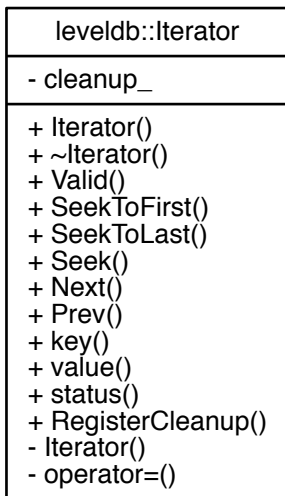 leveldb::Iterator
- cleanup_
+ Iterator()
+ ~Iterator()
+ Valid()
+ SeekToFirst()
+ SeekToLast()
+ Seek()
+ Next()
+ Prev()
+ key()
+ value()
+ status()
+ RegisterCleanup()
- Iterator()
- operator=()